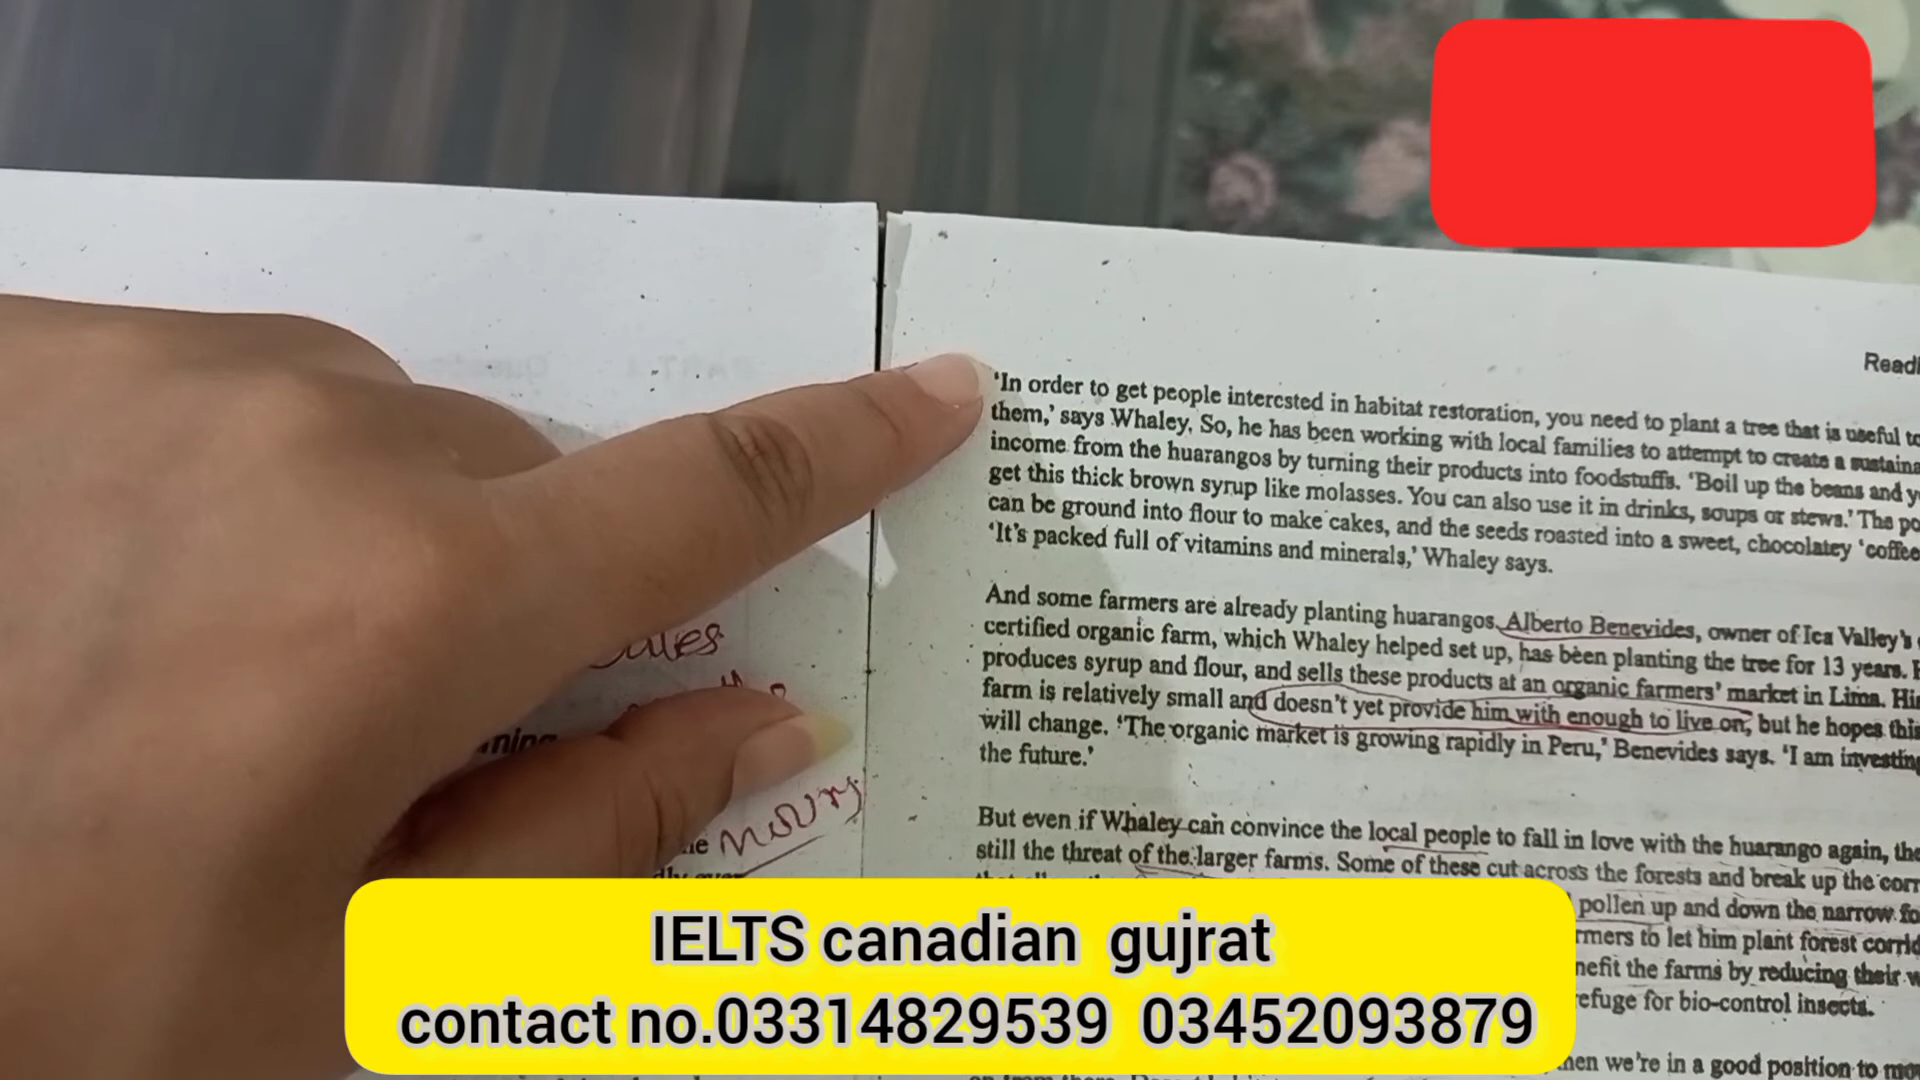 Readi
'In order to get people interested in habitat restoration, you need to plant a tree that is useful to
them,' says Whaley. So, he has been working with local families to attempt to create a sustaina
income from the huarangos by turning their products into foodstuffs. 'Boil up the beans and y
get this thick brown syrup like molasses. You can also use it in drinks, soups or stews.' The po
can be ground into flour to make cakes, and the seeds roasted into a sweet, chocolatey 'coffee
'It's packed full of vitamins and minerals,' Whaley says.
And some farmers are already planting huarangos. Alberto Benevides, owner of Ica Valley's
certified organic farm, which Whaley helped set up, has been planting the tree for 13 years. H
produces syrup and flour, and sells these products at an organic farmers' market in Lima. His
farm is relatively small and doesn't yet provide him with enough to live on, but he hopes this
will change. 'The organic market is growing rapidly in Peru,' Benevides says. 'I am investing
the future.'
But even if Whaley can convince the local people to fall in love with the huarango again, the
still the threat of the larger farms. Some of these cut across the forests and break up the corr
pollen up and down the narrow fo
rmers to let him plant forest corrid
nefit the farms by reducing their w
efuge for bio-control insects.
hen we're in a good position to mov
IELTS canadian gujrat
contact no.03314829539 03452093879